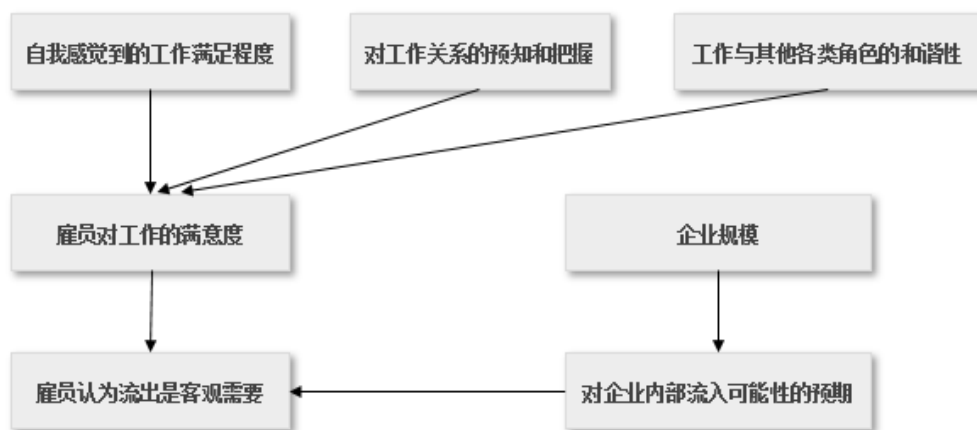 自我感觉到的工作满足程度
对工作关系的预知和把握
工作与其他各类角色的和谐性
雇员对工作的满意度
企业规模
雇员认为流出是客观需要
对企业内部流入可能性的预期